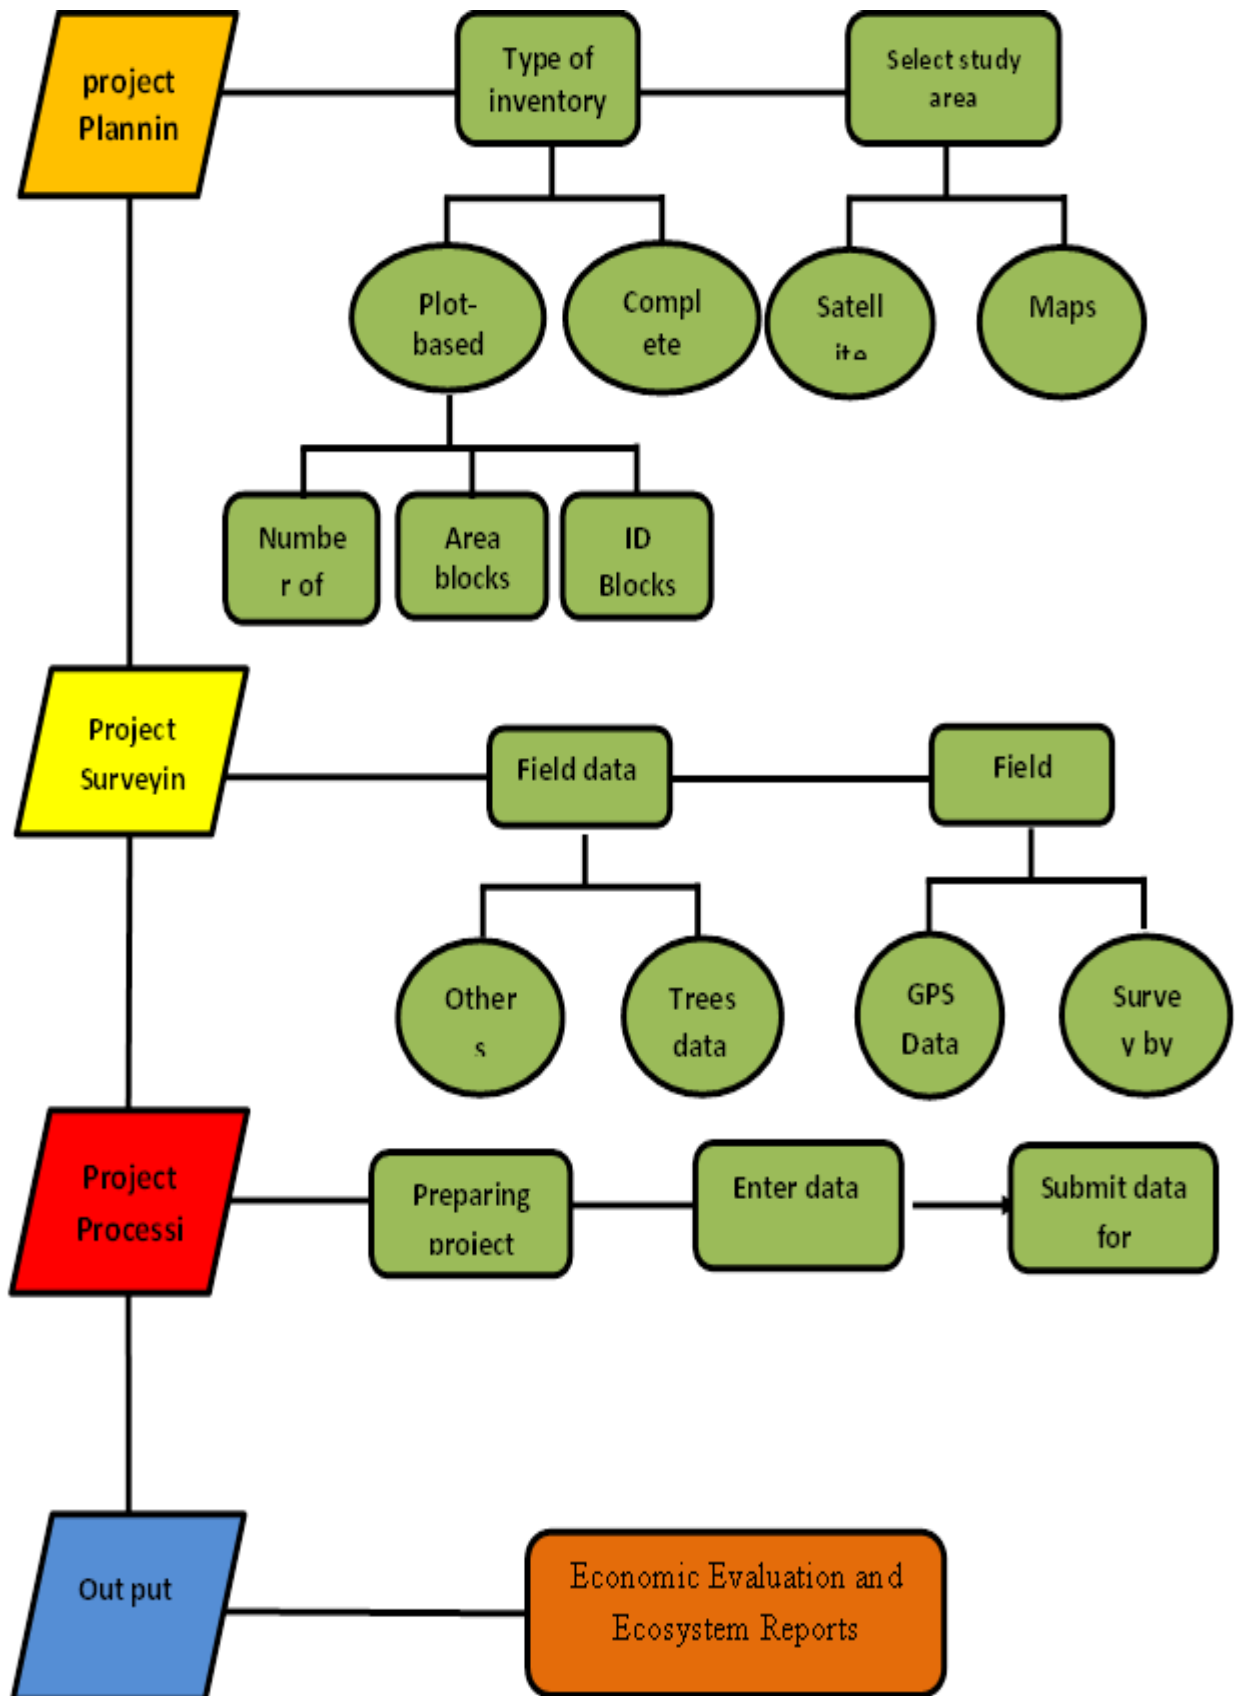 project
Plannin
Type of
inventory
Select study
area
Plot-
based
Compl
ete
Satell
ite
Maps
Numbe
r of
Area
blocks
ID
Blocks
Project
Surveyin
Field data
Field
Other
s
Trees
data
GPS
Data
Surve
y by
Project
Processi
Preparing
project
Enter data
Submit data
for
Out put
Economic Evaluation and
Ecosystem Reports